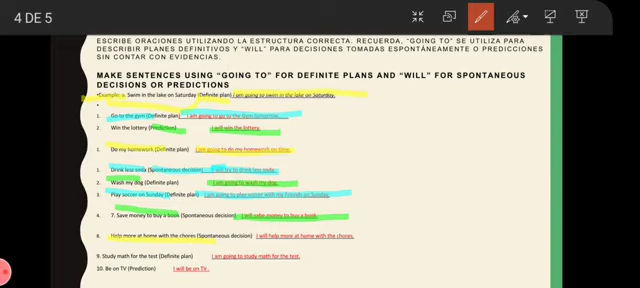 4 DE 5
ESCRIBE ORACIONES UTILIZANDO LA ESTRUCTURA CORRECTA. RECUERDA, "GOING TO" SE UTILIZA PARA
DESCRIBIR PLANES DEFINITIVOS Y "WILL" PARA DECISIONES TOMADAS ESPONTÁNEAMENTE O PREDICCIONES
SIN CONTAR CON EVIDENCIAS.
MAKE SENTENCES USING "GOING TO" FOR DEFINITE PLANS AND "WILL" FOR SPONTANEOUS
DECISIONS OR PREDICTIONS
•Example: a. Swim in the lake on Saturday (Definite plan) I am going to swim in the lake on Saturday.
•
1. Go to the gym (Definite plan) I am going to go to the Gym tomorrow.
2. Win the lottery (Prediction) I will win the lottery.
1. Do my homework (Definite plan) I am going to do my homework on time.
1. Drink less soda (Spontaneous decision) I will try to drink less soda.
2. Wash my dog (Definite plan) I am going to wash my dog.
3. Play soccer on Sunday (Definite plan) I am going to play soccer with my Friends on Sunday.
4. 7. Save money to buy a book (Spontaneous decision) I will sabe money to buy a book.
8. Help more at home with the chores (Spontaneous decision) I will help more at home with the chores.
9. Study math for the test (Definite plan) I am going to study math for the test.
10. Be on TV (Prediction) I will be on TV .